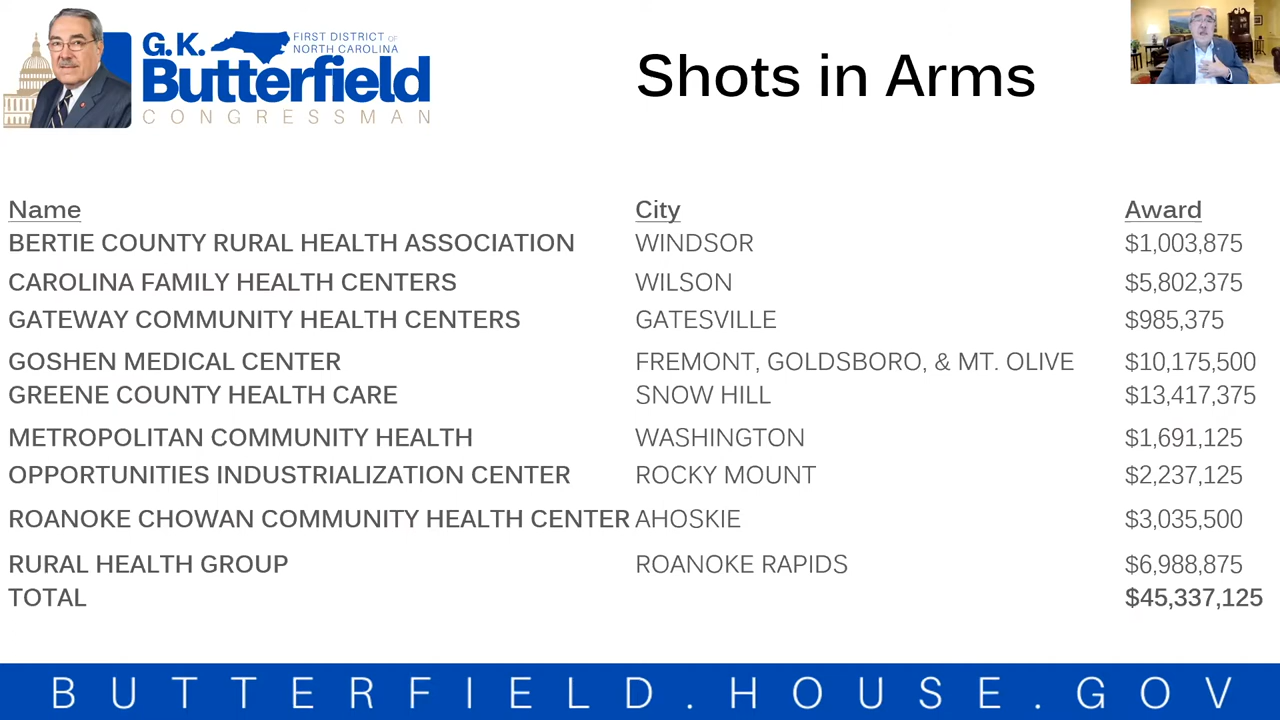 G.K.
FIRST DISTRICT OF
NORTH CAROLINA
Butterfield
CONGRESSMAN
Shots in Arms
Name City Award
BERTIE COUNTY RURAL HEALTH ASSOCIATION WINDSOR $1,003,875
CAROLINA FAMILY HEALTH CENTERS WILSON $5,802,375
GATEWAY COMMUNITY HEALTH CENTERS GATESVILLE $985,375
GOSHEN MEDICAL CENTER FREMONT, GOLDSBORO, & MT. OLIVE $10,175,500
GREENE COUNTY HEALTH CARE SNOW HILL $13,417,375
METROPOLITAN COMMUNITY HEALTH WASHINGTON $1,691,125
OPPORTUNITIES INDUSTRIALIZATION CENTER ROCKY MOUNT $2,237,125
ROANOKE CHOWAN COMMUNITY HEALTH CENTER AHOSKIE $3,035,500
RURAL HEALTH GROUP ROANOKE RAPIDS $6,988,875
TOTAL $45,337,125
BUTTERFIELD.HOUSE.GOV